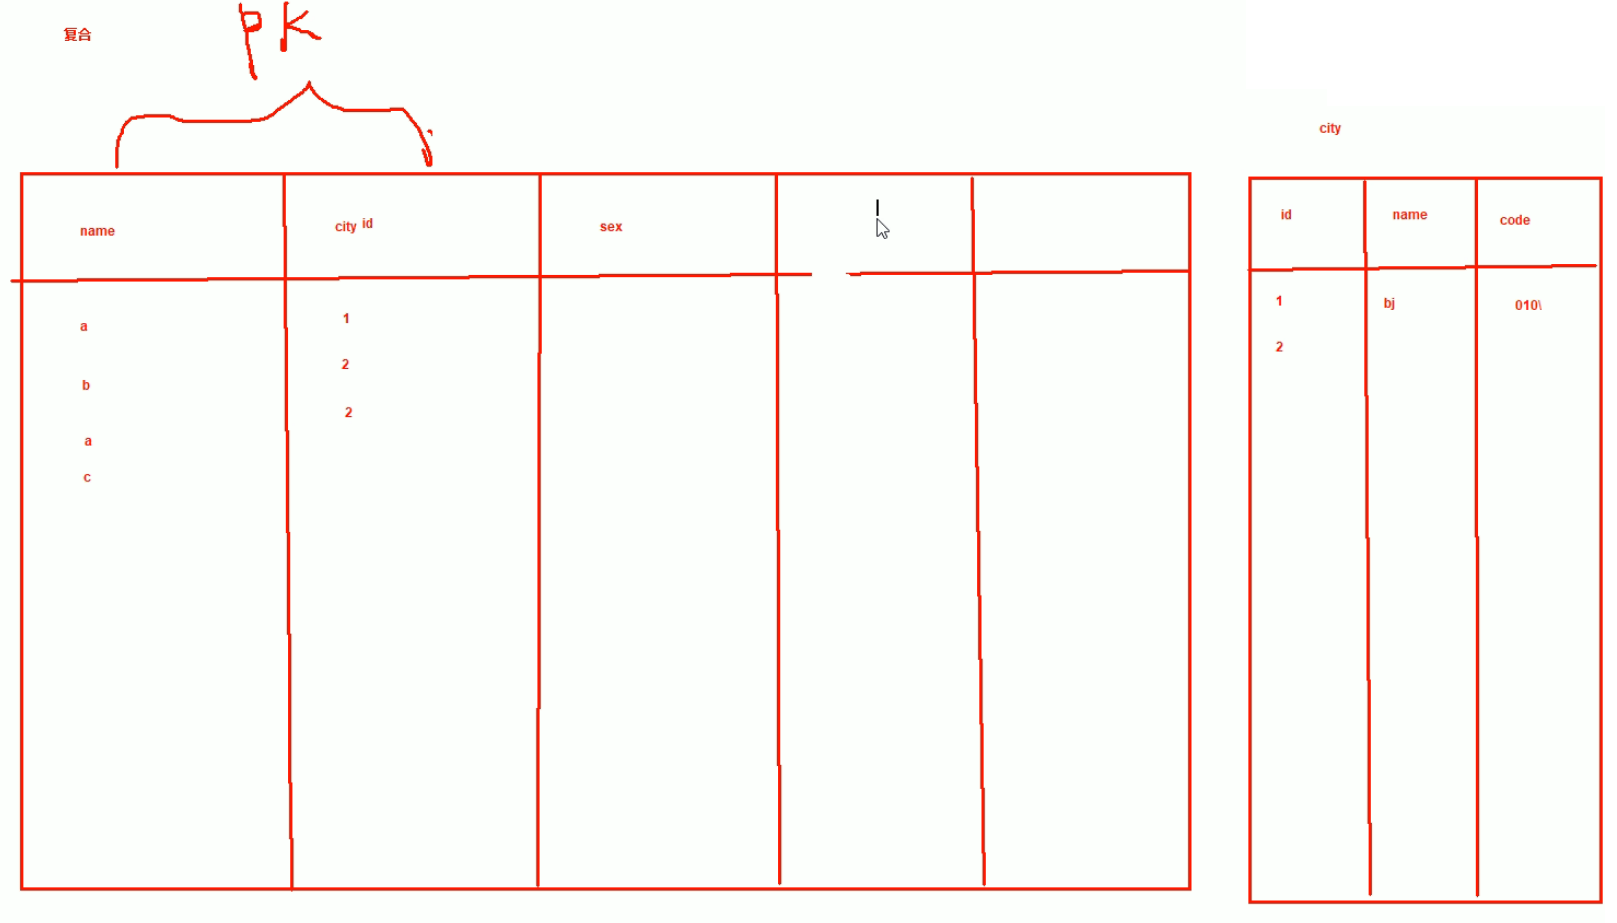 复合
PK
city
name city id sex
id name code
a 1
b 2
a 2
c
1 bj 010\
2